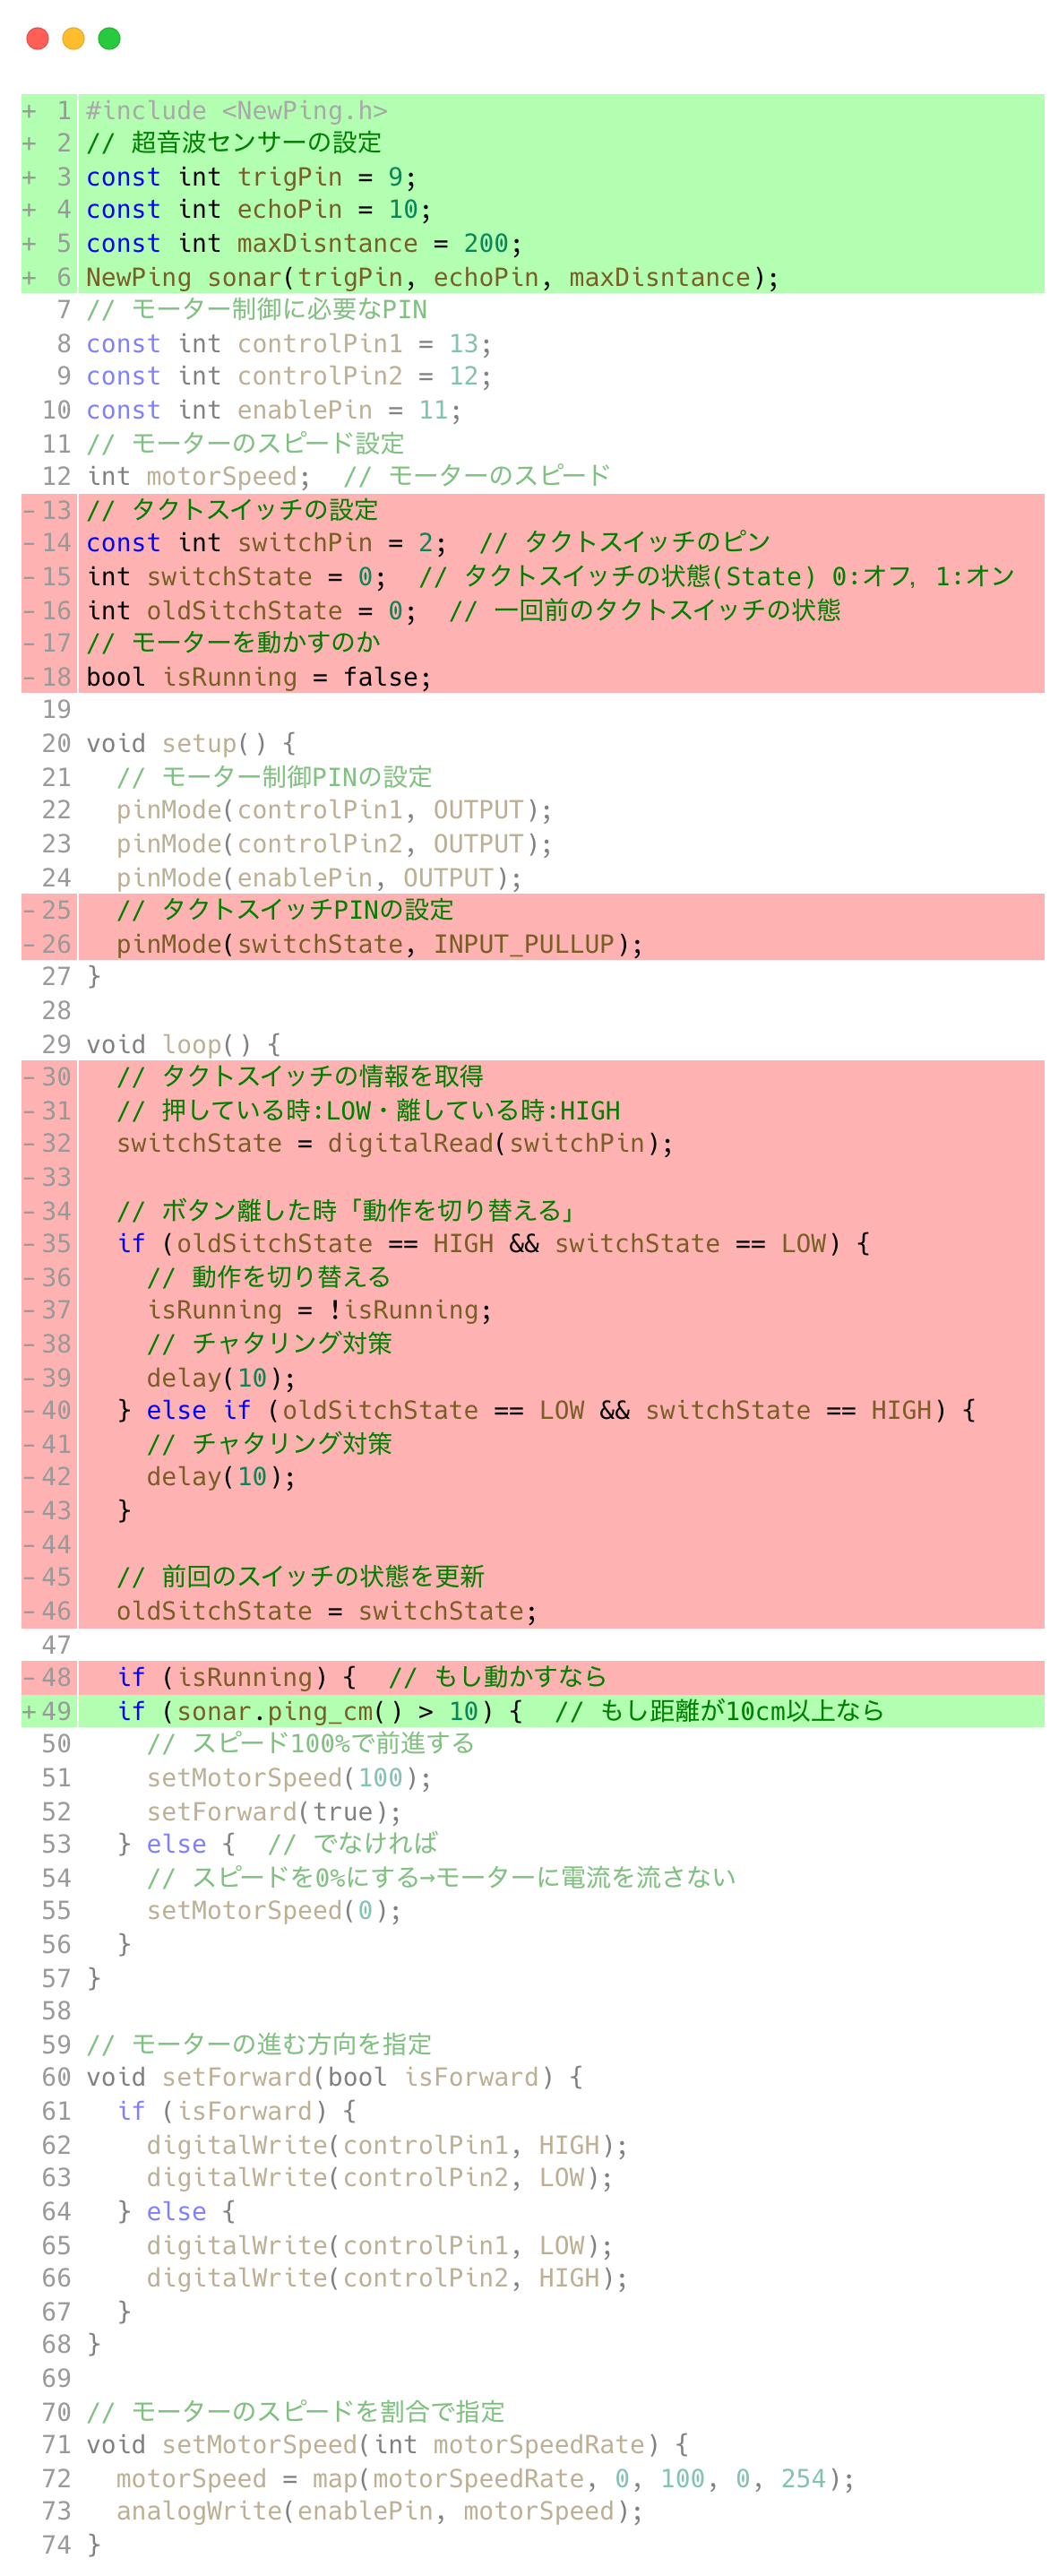 + 1 #include <NewPing.h>
+ 2 // 超音波センサーの設定
+ 3 const int trigPin = 9;
+ 4 const int echoPin = 10;
+ 5 const int maxDisntance = 200;
+ 6 NewPing sonar(trigPin, echoPin, maxDisntance);
7 // モーター制御に必要なPIN
8 const int controlPin1 = 13;
9 const int controlPin2 = 12;
10 const int enablePin = 11;
11 // モーターのスピード設定
12 int motorSpeed;  // モーターのスピード
- 13 // タクトスイッチの設定
- 14 const int switchPin = 2;  // タクトスイッチのピン
- 15 int switchState = 0;  // タクトスイッチの状態(State) 0:オフ, 1:オン
- 16 int oldSitchState = 0;  // 一回前のタクトスイッチの状態
- 17 // モーターを動かすのか
- 18 bool isRunning = false;
19
20 void setup() {
21   // モーター制御PINの設定
22   pinMode(controlPin1, OUTPUT);
23   pinMode(controlPin2, OUTPUT);
24   pinMode(enablePin, OUTPUT);
- 25   // タクトスイッチPINの設定
- 26   pinMode(switchState, INPUT_PULLUP);
27 }
28
29 void loop() {
- 30   // タクトスイッチの情報を取得
- 31   // 押している時:LOW・離している時:HIGH
- 32   switchState = digitalRead(switchPin);
- 33
- 34   // ボタン離した時「動作を切り替える」
- 35   if (oldSitchState == HIGH && switchState == LOW) {
- 36     // 動作を切り替える
- 37     isRunning = !isRunning;
- 38     // チャタリング対策
- 39     delay(10);
- 40   } else if (oldSitchState == LOW && switchState == HIGH) {
- 41     // チャタリング対策
- 42     delay(10);
- 43   }
- 44
- 45   // 前回のスイッチの状態を更新
- 46   oldSitchState = switchState;
47
- 48   if (isRunning) {  // もし動かすなら
+ 49   if (sonar.ping_cm() > 10) {  // もし距離が10cm以上なら
50     // スピード100%で前進する
51     setMotorSpeed(100);
52     setForward(true);
53   } else {  // でなければ
54     // スピードを0%にする→モーターに電流を流さない
55     setMotorSpeed(0);
56   }
57 }
58
59 // モーターの進む方向を指定
60 void setForward(bool isForward) {
61   if (isForward) {
62     digitalWrite(controlPin1, HIGH);
63     digitalWrite(controlPin2, LOW);
64   } else {
65     digitalWrite(controlPin1, LOW);
66     digitalWrite(controlPin2, HIGH);
67   }
68 }
69
70 // モーターのスピードを割合で指定
71 void setMotorSpeed(int motorSpeedRate) {
72   motorSpeed = map(motorSpeedRate, 0, 100, 0, 254);
73   analogWrite(enablePin, motorSpeed);
74 }